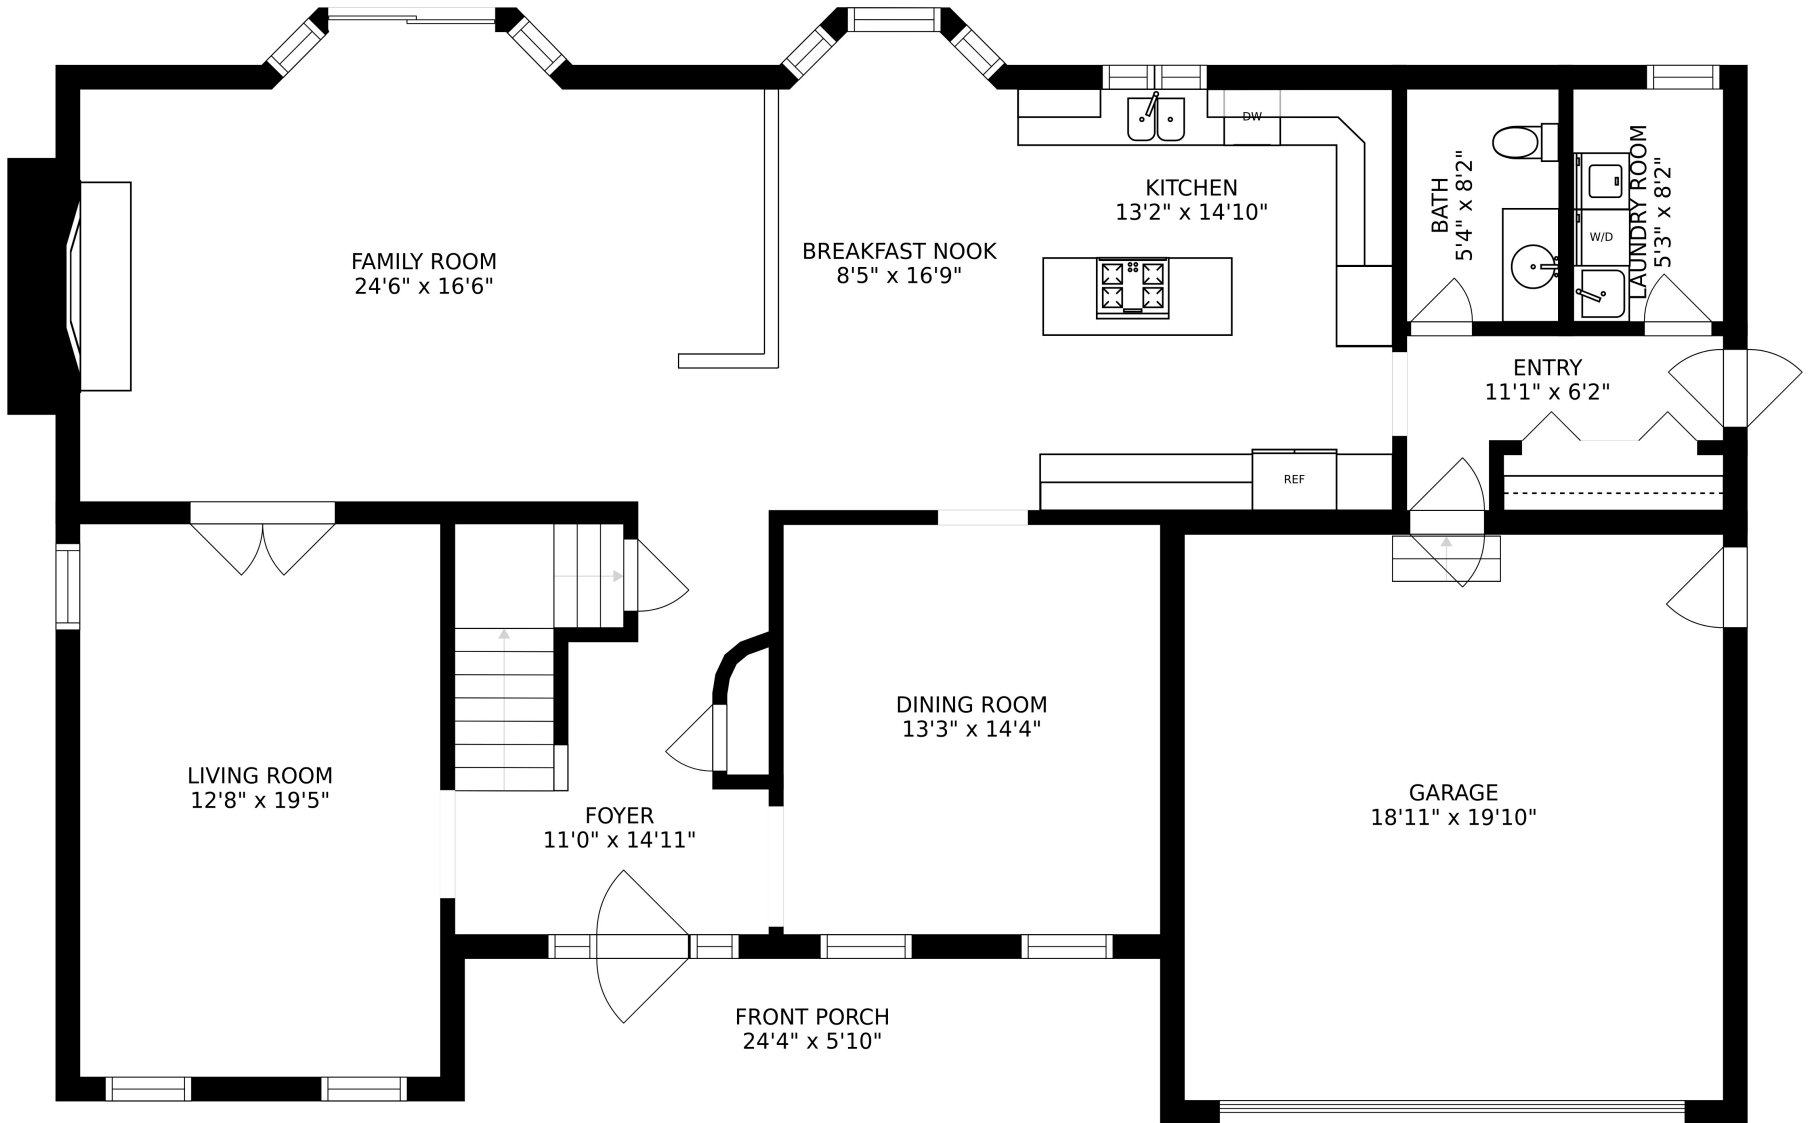 DW
KITCHEN
13'2" x 14'10"
BATH
5'4" x 8'2"
LAUNDRY ROOM
5'3" x 8'2"
W/D
FAMILY ROOM
24'6" x 16'6"
BREAKFAST NOOK
8'5" x 16'9"
ENTRY
11'1" x 6'2"
REF
DINING ROOM
13'3" x 14'4"
LIVING ROOM
12'8" x 19'5"
FOYER
11'0" x 14'11"
GARAGE
18'11" x 19'10"
FRONT PORCH
24'4" x 5'10"